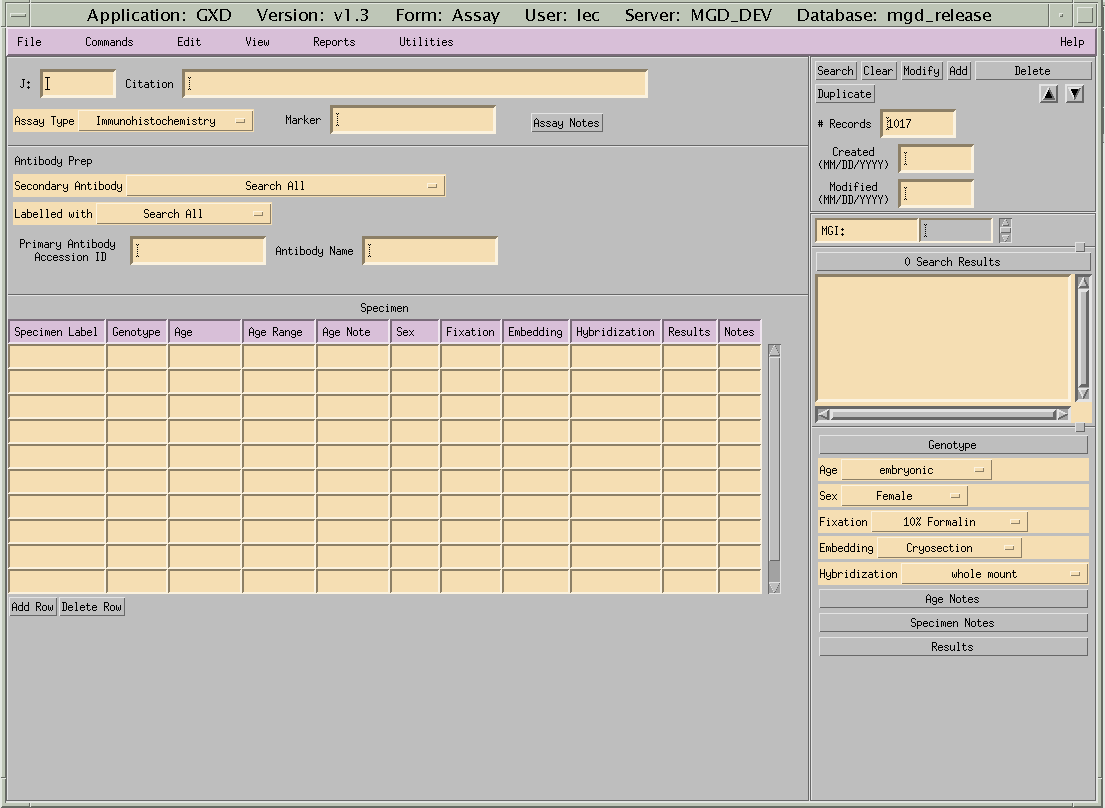 Application: GXD Version: v1.3 Form: Assay User: lec Server: MGD_DEV Database: mgd_release
File Commands Edit View Reports Utilities Help
J: Citation
Assay Type Immunohistochemistry Marker Assay Notes
Antibody Prep
Secondary Antibody Search All
Labelled with Search All
Primary Antibody
Accession ID
Antibody Name
Specimen
Specimen Label Genotype Age Age Range Age Note Sex Fixation Embedding Hybridization Results Notes
Add Row Delete Row
Search Clear Modify Add Delete
Duplicate
# Records 1017
Created
(MM/DD/YYYY)
Modified
(MM/DD/YYYY)
MGI:
0 Search Results
Genotype
Age embryonic
Sex Female
Fixation 10% Formalin
Embedding Cryosection
Hybridization whole mount
Age Notes
Specimen Notes
Results